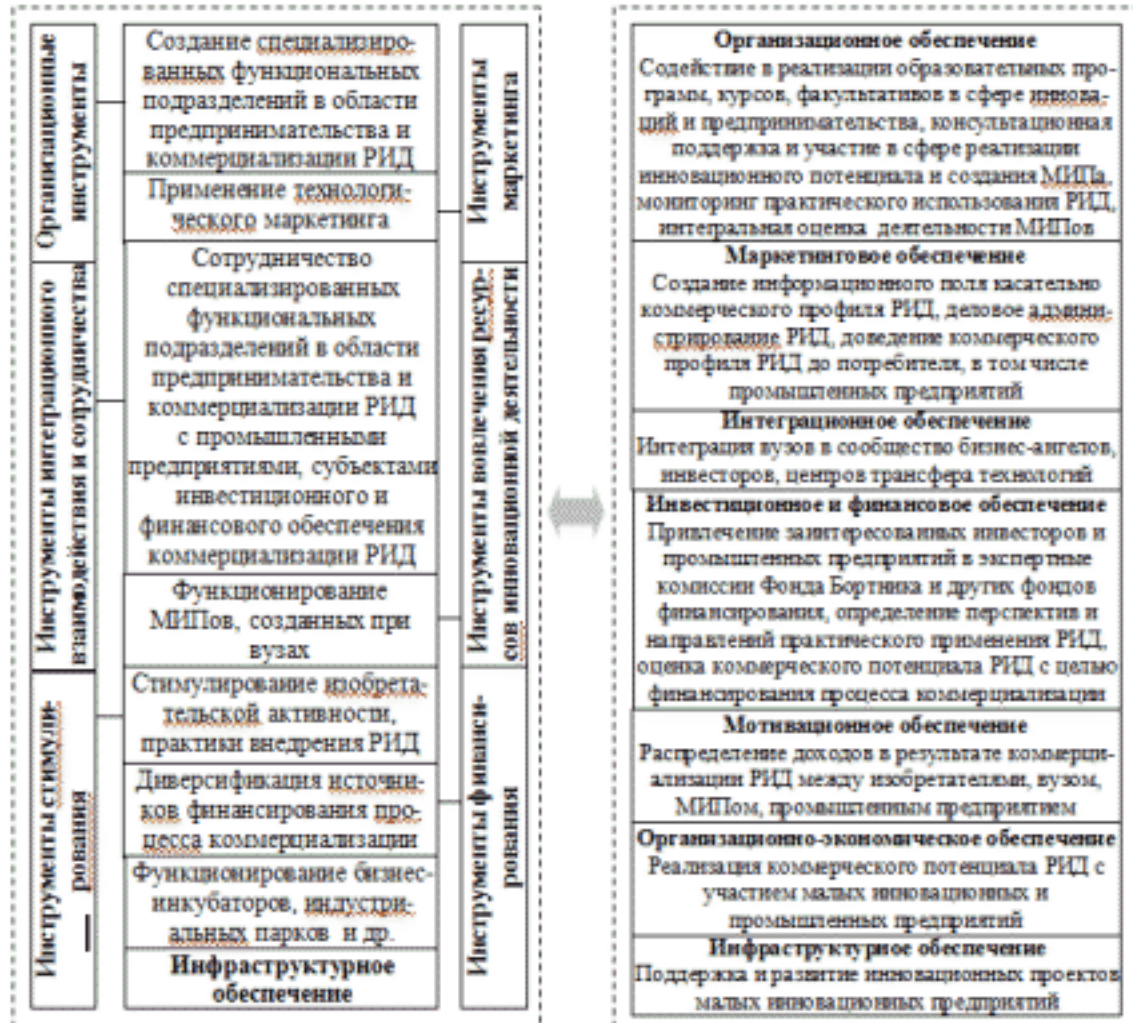 Организационные
инструменты
Инструменты интеграционного
взаимодействия и сотрудничества
Инструменты стимули-
рования
Создание специализиро-
ванных функциональных
подразделений в области
предпринимательства и
коммерциализации РИД
Применение технологи-
ческого маркетинга
Сотрудничество
специализированных
функциональных
подразделений в области
предпринимательства и
коммерциализации РИД
с промышленными
предприятиями, субъектами
инвестиционного и
финансового обеспечения
коммерциализации РИД
Функционирование
МИПов, созданных при
вузах
Стимулирование изобрета-
тельской активности,
практики внедрения РИД
Диверсификация источни-
ков финансирования про-
цесса коммерциализации
Функционирование бизнес-
инкубаторов, индустри-
альных парков и др.
Инфраструктурное
обеспечение
Инструменты
маркетинга
Инструменты вовлечения ресур-
сов инновационной деятельности
Инструменты финанси-
рования
Организационное обеспечение
Содействие в реализации образовательных про-
грамм, курсов, факультативов в сфере иннова-
ций и предпринимательства, консультационная
поддержка и участие в сфере реализации
инновационного потенциала и создания МИПа,
мониторинг практического использования РИД,
интегральная оценка деятельности МИПов
Маркетинговое обеспечение
Создание информационного поля касательно
коммерческого профиля РИД, деловое админи-
стрирование РИД, доведение коммерческого
профиля РИД до потребителя, в том числе
промышленных предприятий
Интеграционное обеспечение
Интеграция вузов в сообщество бизнес-ангелов,
инвесторов, центров трансфера технологий
Инвестиционное и финансовое обеспечение
Привлечение заинтересованных инвесторов и
промышленных предприятий в экспертные
комиссии Фонда Бортника и других фондов
финансирования, определение перспектив и
направлений практического применения РИД,
оценка коммерческого потенциала РИД с целью
финансирования процесса коммерциализации
Мотивационное обеспечение
Распределение доходов в результате коммерци-
ализации РИД между изобретателями, вузом,
МИПом, промышленным предприятием
Организационно-экономическое обеспечение
Реализация коммерческого потенциала РИД с
участием малых инновационных и
промышленных предприятий
Инфраструктурное обеспечение
Поддержка и развитие инновационных проектов
малых инновационных предприятий